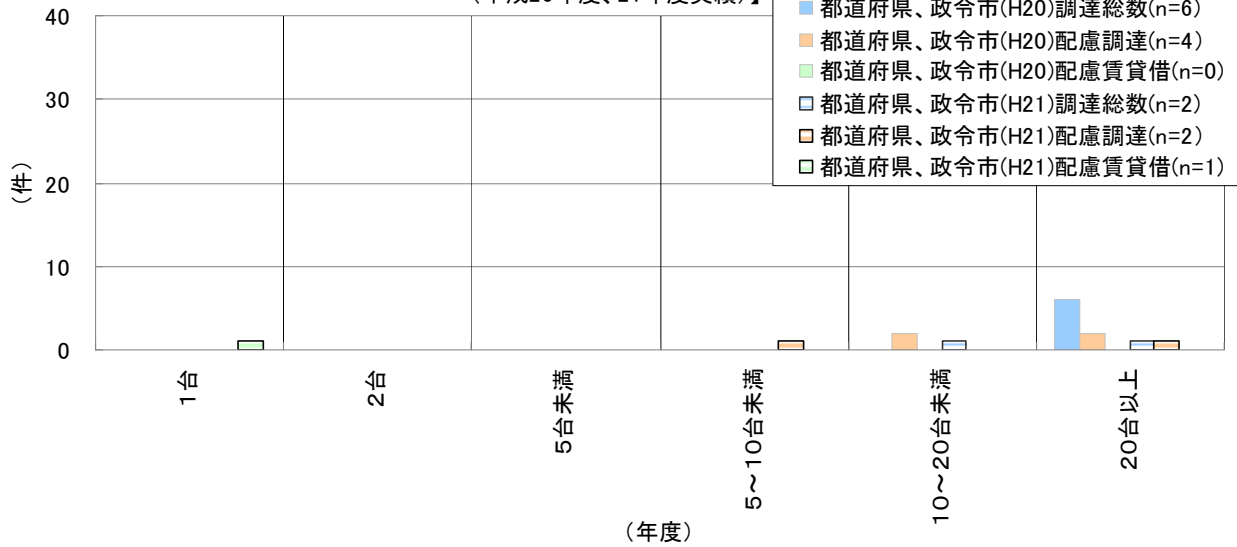 都道府県、政令市(H20)調達総数(n=6)
都道府県、政令市(H20)配慮調達(n=4)
都道府県、政令市(H20)配慮賃貸借(n=0)
都道府県、政令市(H21)調達総数(n=2)
都道府県、政令市(H21)配慮調達(n=2)
都道府県、政令市(H21)配慮賃貸借(n=1)
40
30
20
10
0
(件)
1台
2台
5台未満
5～10台未満
10～20台未満
20台以上
(年度)